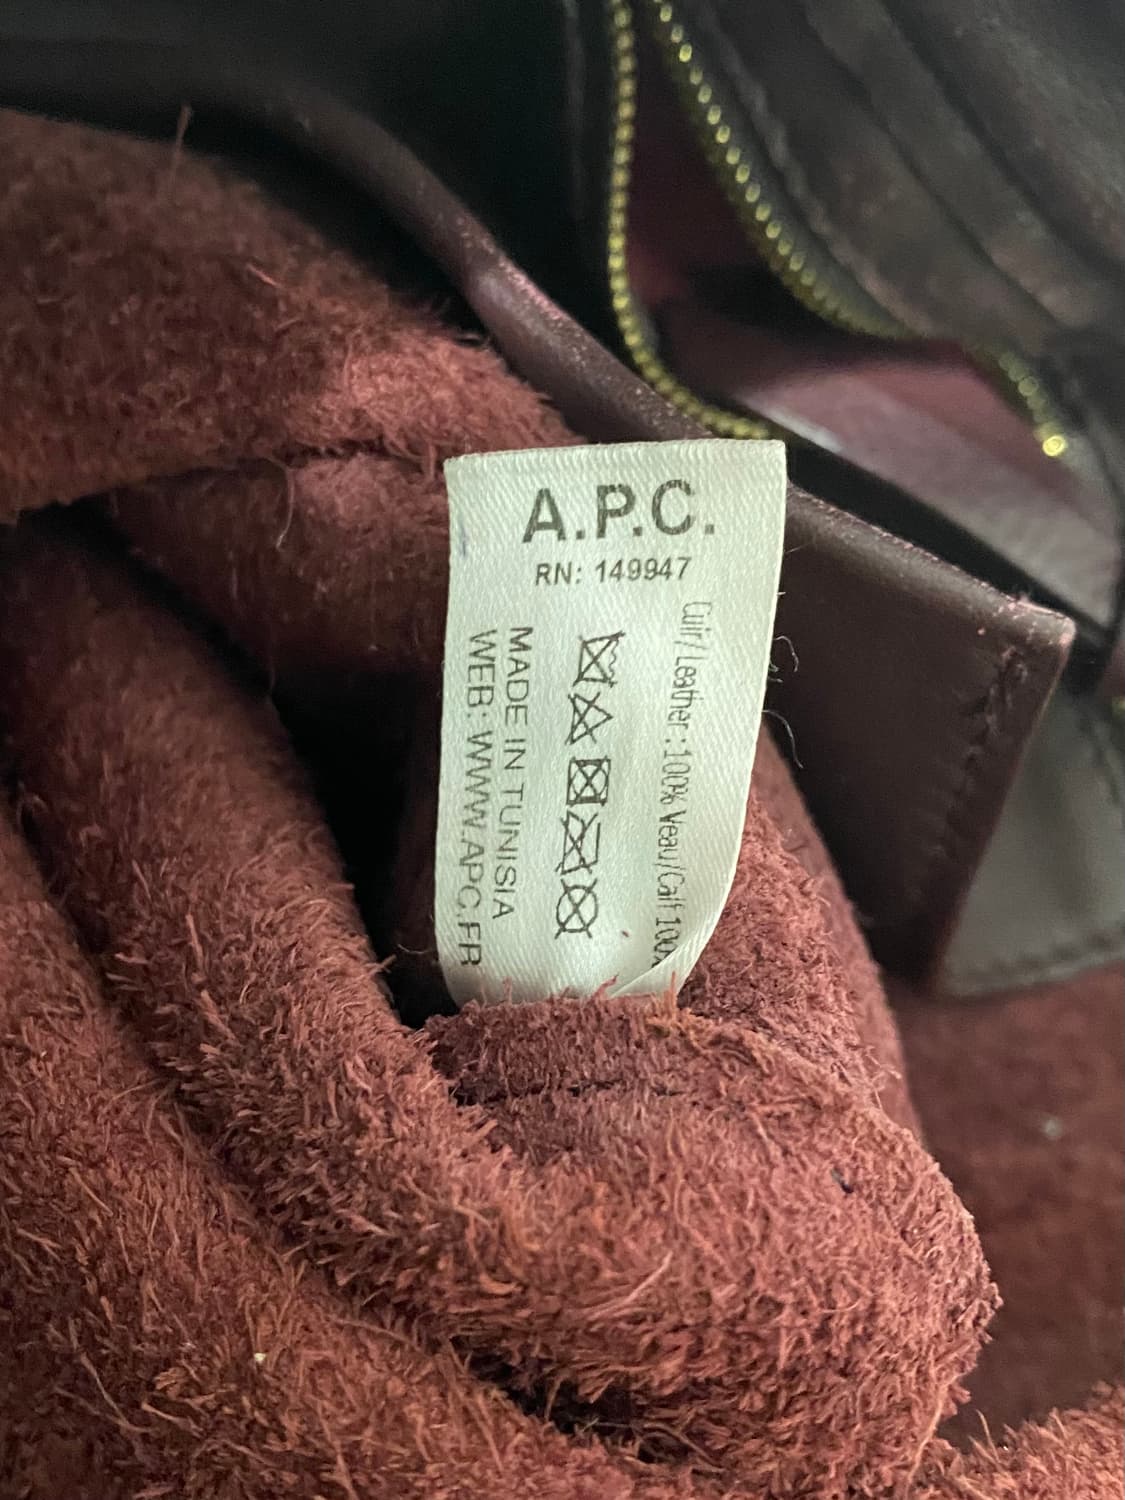 A.P.C.
RN: 149947
Cuir/Leather : 100% Veau/Calf 100%
MADE IN TUNISIA
WEB: WWW.APC.FR